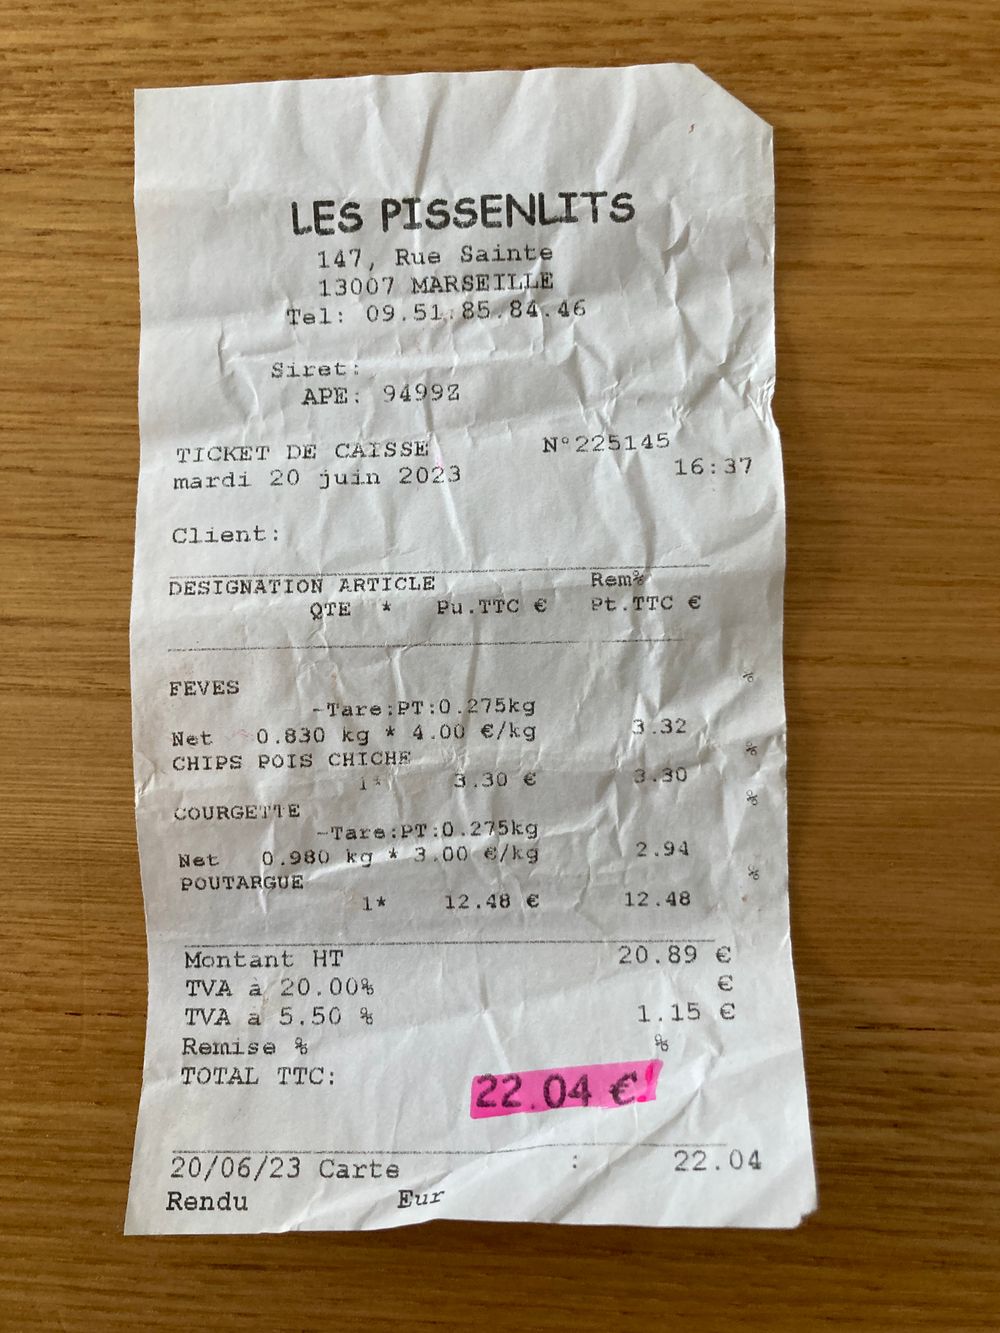 LES PISSENLITS
147, Rue Sainte
13007 MARSEILLE
Tel: 09.51.85.84.46
Siret:
APE: 9499Z
TICKET DE CAISSE N°225145
mardi 20 juin 2023 16:37
Client:
DESIGNATION ARTICLE Rem%
QTE * Pu.TTC € Pt.TTC €
FEVES %
-Tare:PT:0.275kg
Net 0.830 kg * 4.00 €/kg 3.32
CHIPS POIS CHICHE %
1* 3.30 € 3.30
COURGETTE %
-Tare:PT:0.275kg
Net 0.980 kg * 3.00 €/kg 2.94
POUTARGUE %
1* 12.48 € 12.48
Montant HT 20.89 €
TVA à 20.00% €
TVA à 5.50 % 1.15 €
Remise % %
TOTAL TTC: 22.04 €
20/06/23 Carte : 22.04
Rendu Eur